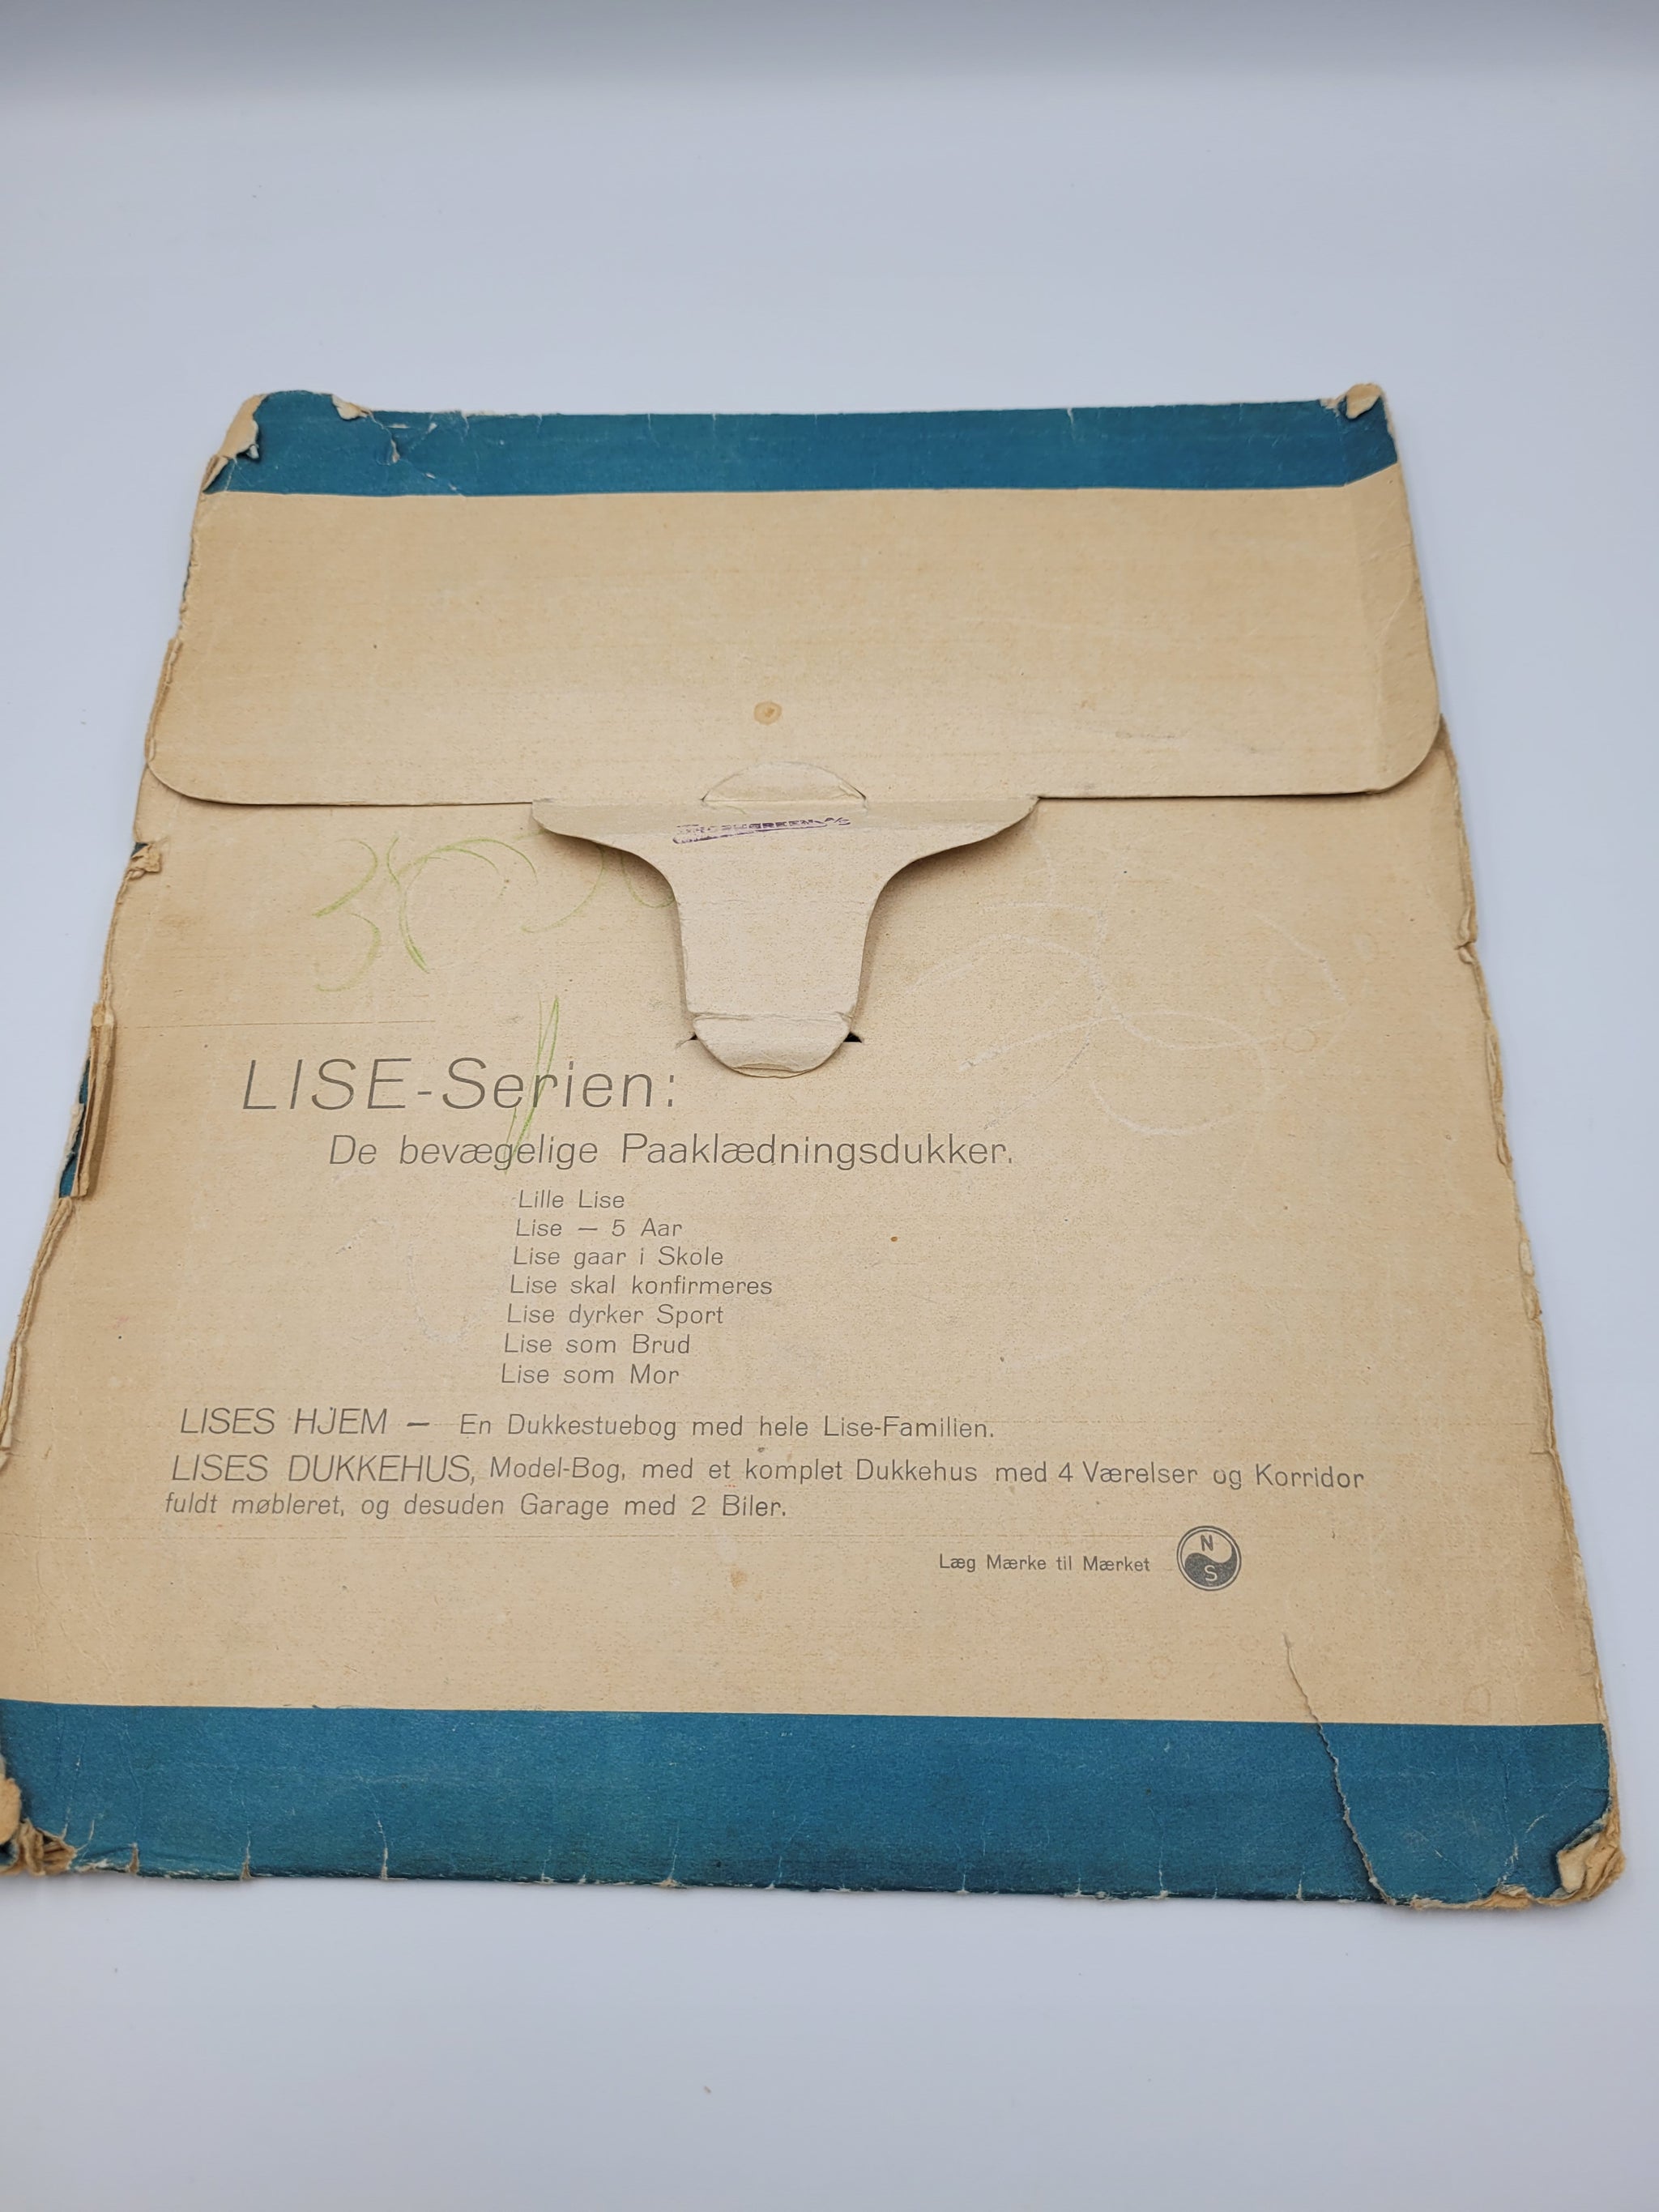 LISE-Serien:
De bevægelige Paaklædningsdukker.
Lille Lise
Lise — 5 Aar
Lise gaar i Skole
Lise skal konfirmeres
Lise dyrker Sport
Lise som Brud
Lise som Mor
LISES HJEM — En Dukkestuebog med hele Lise-Familien.
LISES DUKKEHUS, Model-Bog, med et komplet Dukkehus med 4 Værelser og Korridor
fuldt møbleret, og desuden Garage med 2 Biler.
Læg Mærke til Mærket
N
S